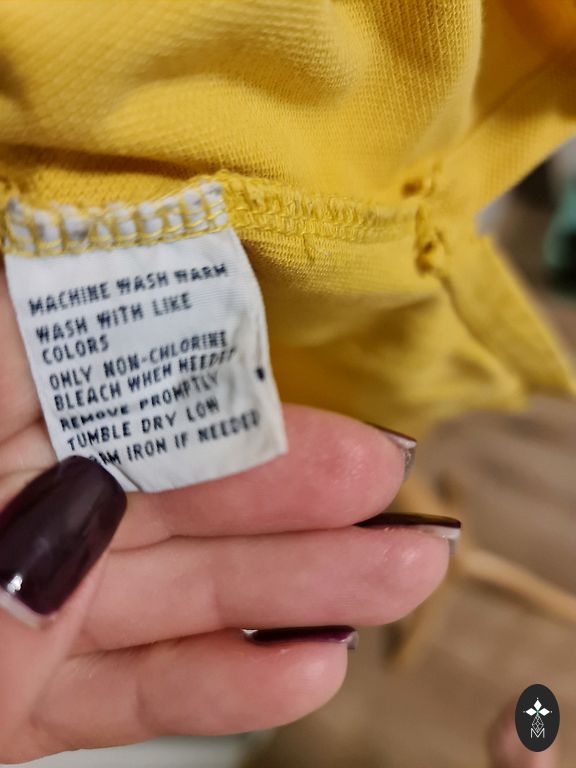 MACHINE WASH WARM
WASH WITH LIKE
COLORS
ONLY NON-CHLORINE
BLEACH WHEN NEEDED
REMOVE PROMPTLY
TUMBLE DRY LOW
IRON IF NEEDED